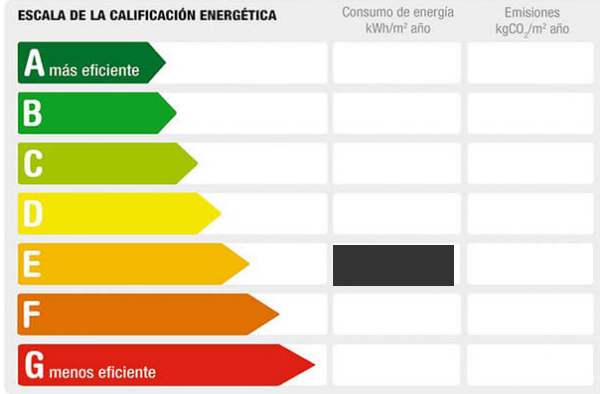 ESCALA DE LA CALIFICACIÓN ENERGÉTICA
Consumo de energía
kWh/m² año
Emisiones
kgCO₂/m² año
A más eficiente
B
C
D
E
F
G menos eficiente